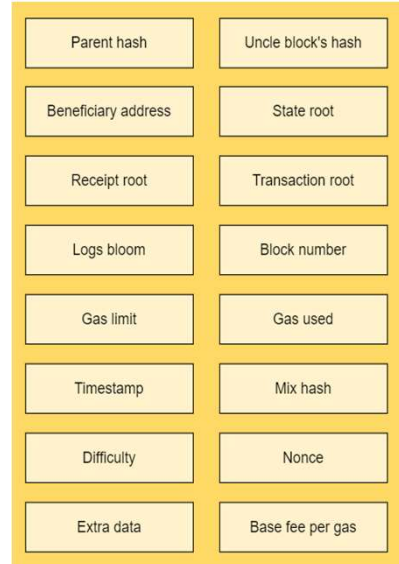 Parent hash
Uncle block's hash
Beneficiary address
State root
Receipt root
Transaction root
Logs bloom
Block number
Gas limit
Gas used
Timestamp
Mix hash
Difficulty
Nonce
Extra data
Base fee per gas